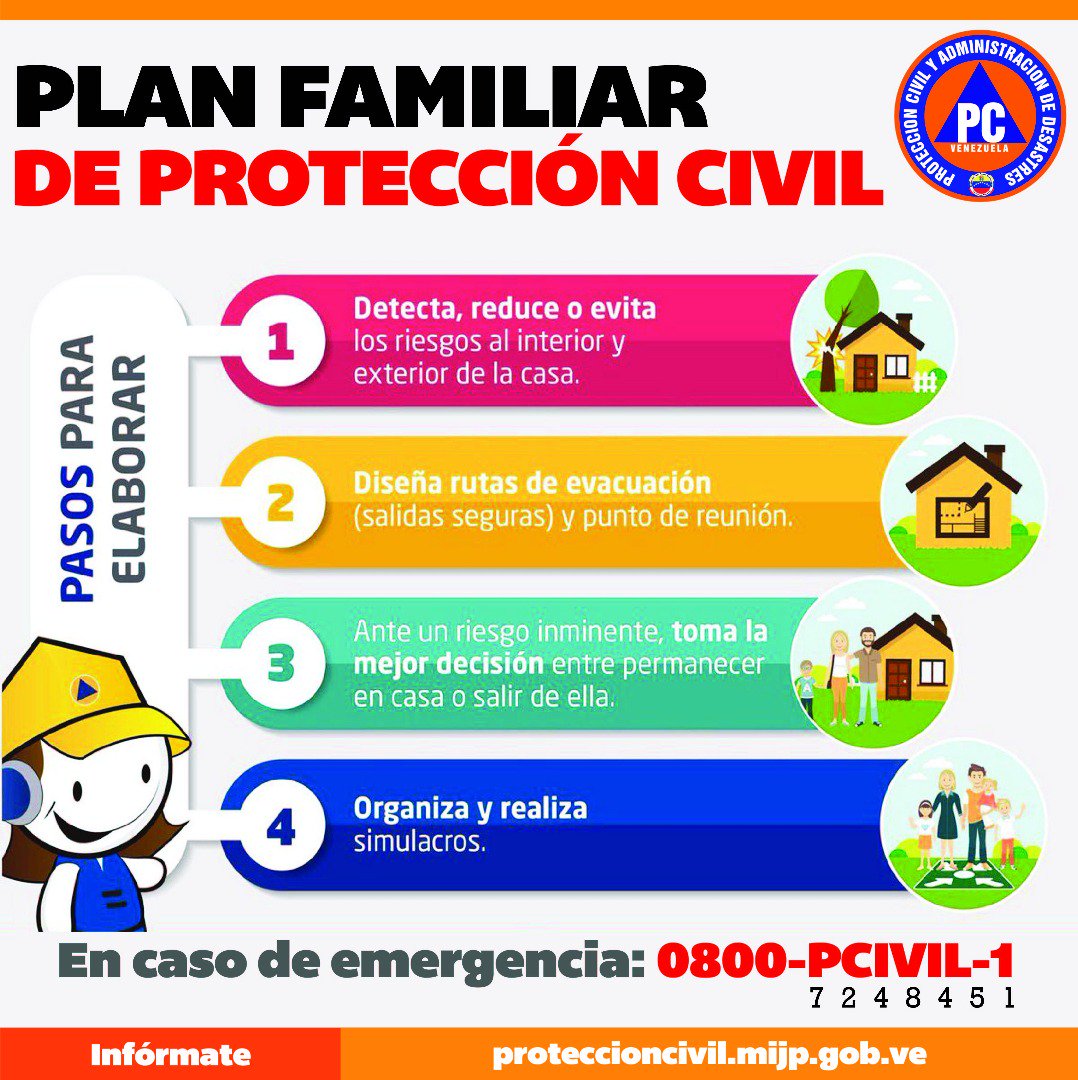 PLAN FAMILIAR
DE PROTECCIÓN CIVIL
PROTECCION CIVIL Y ADMINISTRACION DE DESASTRES
PC
VENEZUELA
PASOS PARA
ELABORAR
1
Detecta, reduce o evita
los riesgos al interior y
exterior de la casa.
2
Diseña rutas de evacuación
(salidas seguras) y punto de reunión.
3
Ante un riesgo inminente, toma la
mejor decisión entre permanecer
en casa o salir de ella.
4
Organiza y realiza
simulacros.
En caso de emergencia: 0800-PCIVIL-1
7 2 4 8 4 5 1
Infórmate
proteccioncivil.mijp.gob.ve